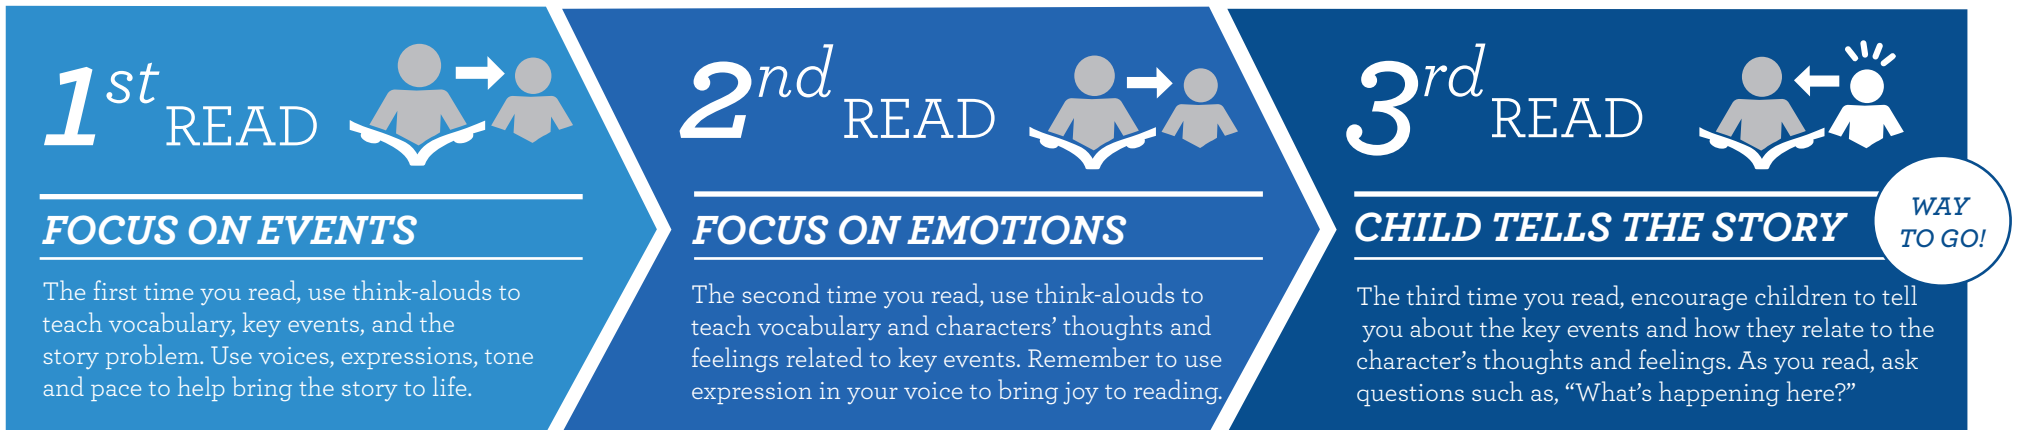 1st READ
FOCUS ON EVENTS
The first time you read, use think-alouds to
teach vocabulary, key events, and the
story problem. Use voices, expressions, tone
and pace to help bring the story to life.
2nd READ
FOCUS ON EMOTIONS
The second time you read, use think-alouds to
teach vocabulary and characters’ thoughts and
feelings related to key events. Remember to use
expression in your voice to bring joy to reading.
3rd READ
CHILD TELLS THE STORY
WAY
TO GO!
The third time you read, encourage children to tell
you about the key events and how they relate to the
character’s thoughts and feelings. As you read, ask
questions such as, “What’s happening here?”